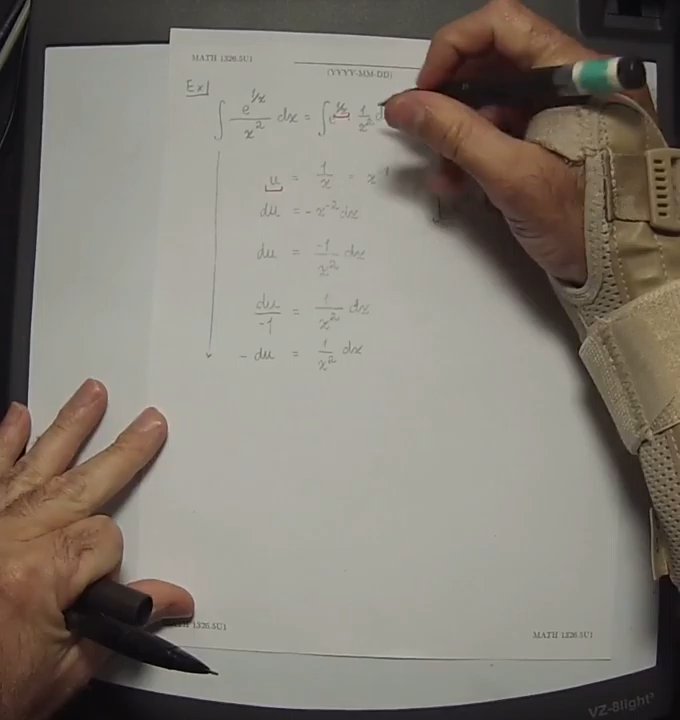 MATH 1326.5U1
(YYYY-MM-DD)
Ex1
∫ e^{1/x} / x² dx = ∫ e^{1/x} 1/x² d
u = 1/x = x⁻¹
du = -x⁻² dx
du = -1/x² dx
du/-1 = 1/x² dx
- du = 1/x² dx
MATH 1326.5U1 MATH 1326.5U1
VZ-8light³